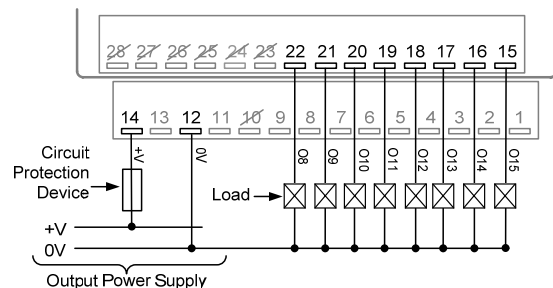 28 27 26 25 24 23 22 21 20 19 18 17 16 15
14 13 12 11 10 9 8 7 6 5 4 3 2 1
+V 0V O8 O9 O10 O11 O12 O13 O14 O15
Circuit
Protection
Device
Load
+V
0V
Output Power Supply